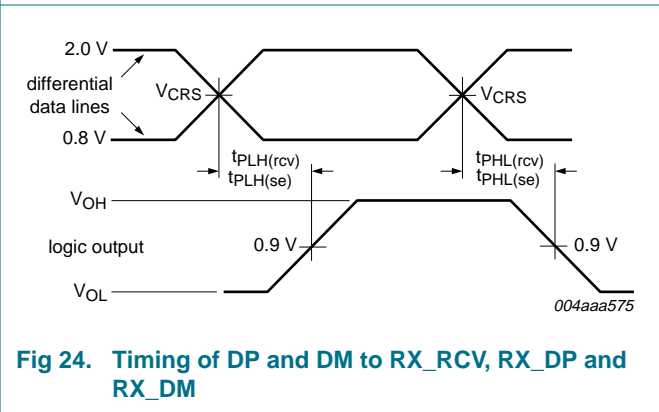 2.0 V
differential
data lines
VCRS
VCRS
0.8 V
tPLH(rcv)
tPLH(se)
tPHL(rcv)
tPHL(se)
VOH
logic output
0.9 V
0.9 V
VOL
004aaa575
Fig 24. Timing of DP and DM to RX_RCV, RX_DP and
RX_DM